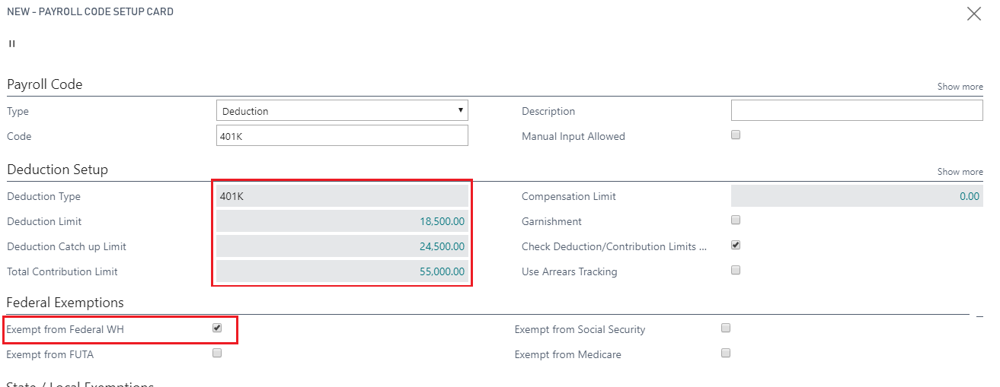 NEW - PAYROLL CODE SETUP CARD
Payroll Code
Show more
Type
Deduction
Description
Code
401K
Manual Input Allowed
Deduction Setup
Show more
Deduction Type
401K
Compensation Limit
0.00
Deduction Limit
18,500.00
Garnishment
Deduction Catch up Limit
24,500.00
Check Deduction/Contribution Limits ...
Total Contribution Limit
55,000.00
Use Arrears Tracking
Federal Exemptions
Exempt from Federal WH
Exempt from Social Security
Exempt from FUTA
Exempt from Medicare
State / Local Exemptions